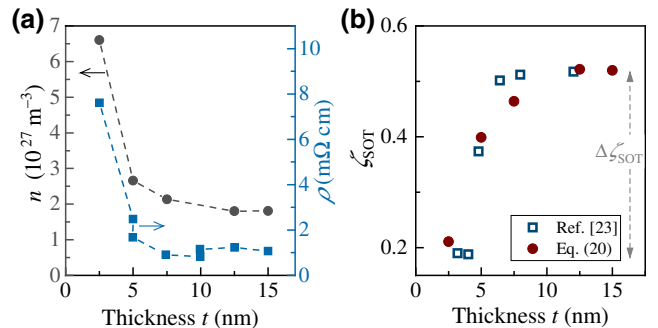 (a)
7
6
5
4
3
2
1
0
n (10²⁷ m⁻³)
10
8
6
4
2
0
ρ (mΩ cm)
0 5 10 15
Thickness t (nm)
(b)
0.6
0.4
0.2
ζSOT
ΔζSOT
Ref. [23]
Eq. (20)
0 5 10 15
Thickness t (nm)